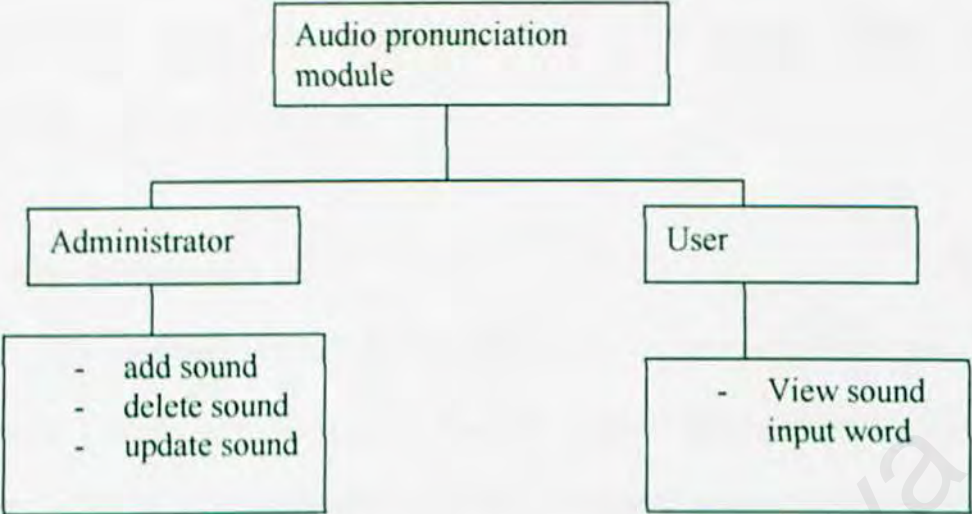 Audio pronunciation
module
Administrator
User
- add sound
- delete sound
- update sound
- View sound
input word